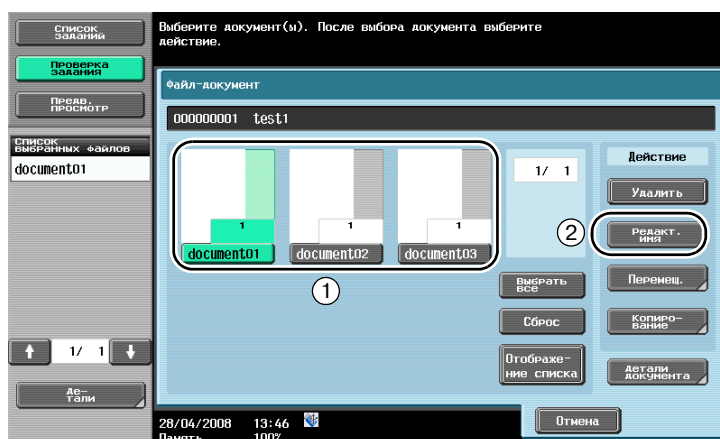 Список
заданий
Проверка
задания
Предв.
просмотр
Список
выбранных файлов
document01
1/ 1
Де-
тали
Выберите документ(ы). После выбора документа выберите
действие.
Файл-документ
000000001 test1
1
document01
1
document02
1
document03
1
1/ 1
Выбрать
все
Сброс
Отображе-
ние списка
Действие
Удалить
2
Редакт.
имя
Перемещ.
Копиро-
вание
Детали
документа
Отмена
28/04/2008 13:46
Память 100%